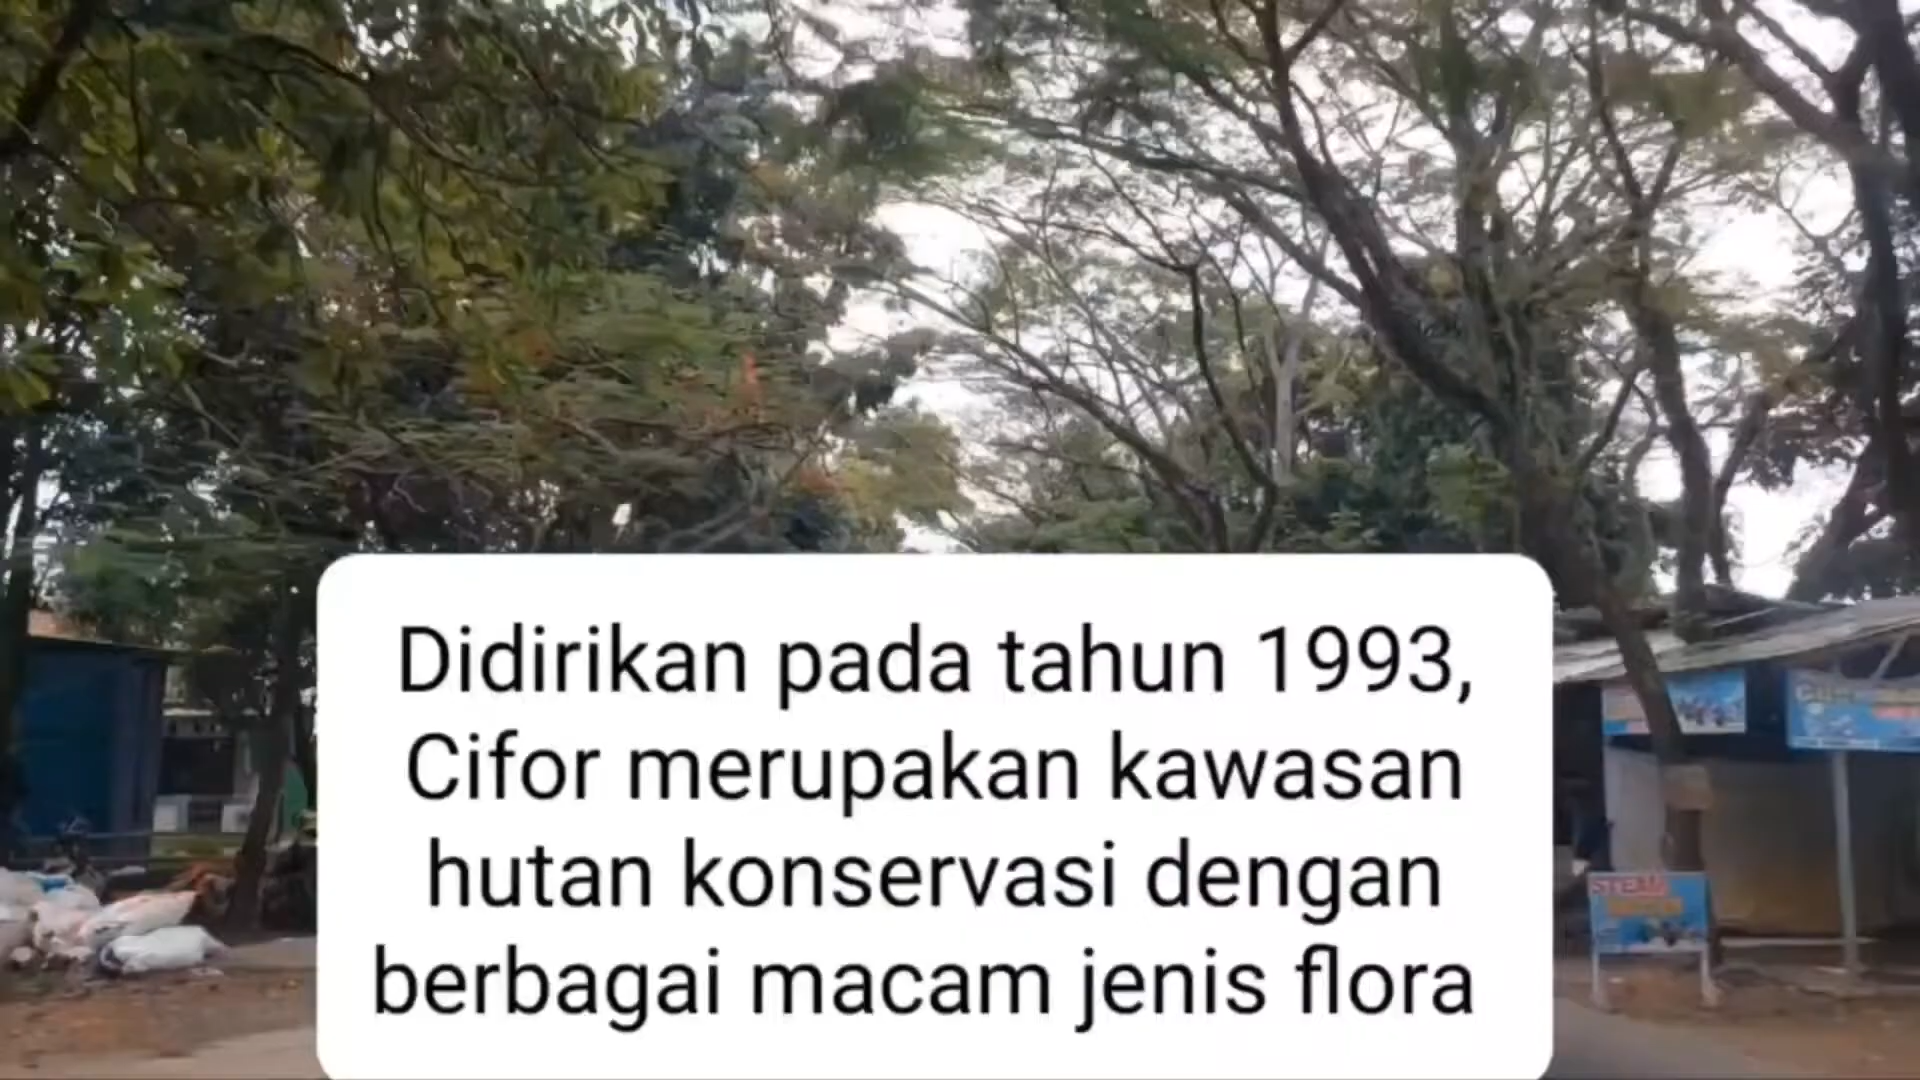 Didirikan pada tahun 1993,
Cifor merupakan kawasan
hutan konservasi dengan
berbagai macam jenis flora
STEAM